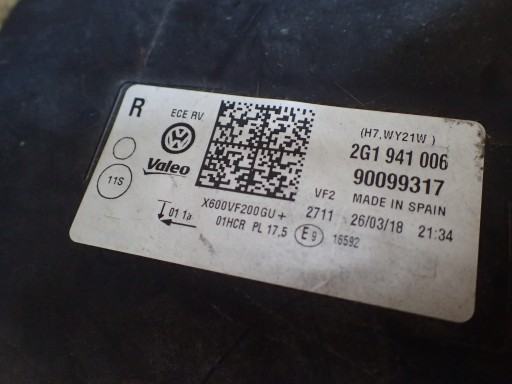 R ECE RV
VW
Valeo
11S
01 1a
X600VF200GU+
01HCR PL 17,5
E9 16592
VF2
2711
(H7,WY21W)
2G1 941 006
90099317
MADE IN SPAIN
26/03/18 21:34